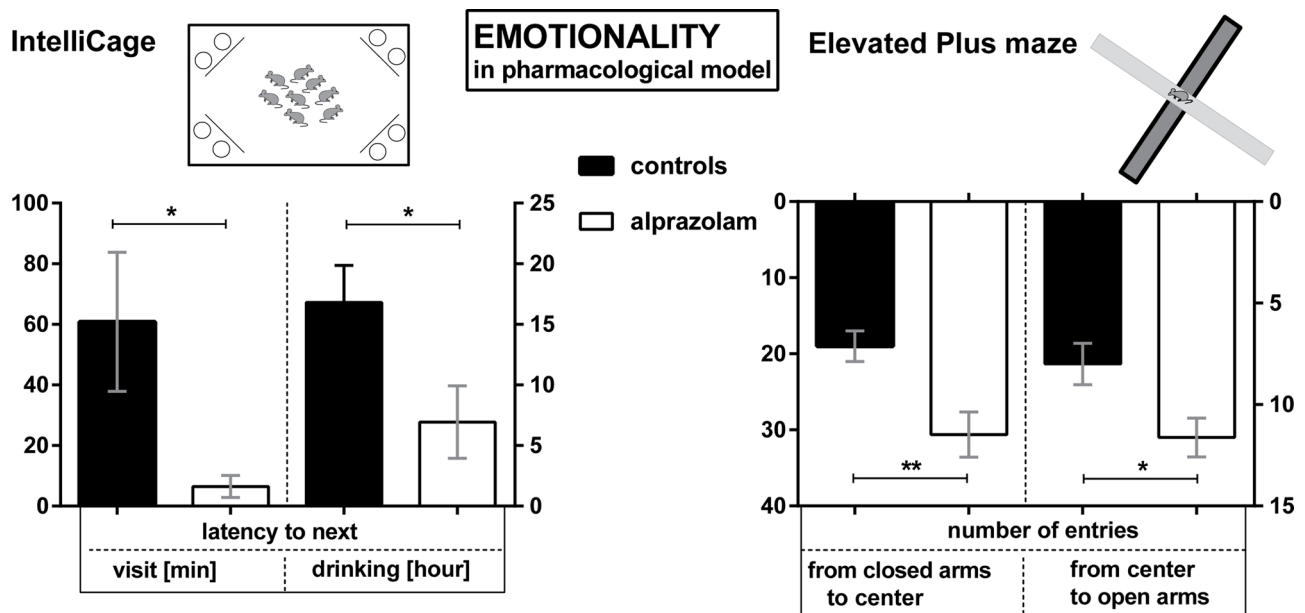 IntelliCage
EMOTIONALITY
in pharmacological model
Elevated Plus maze
controls
alprazolam
100
80
60
40
20
0
*
*
25
20
15
10
5
0
latency to next
visit [min]
drinking [hour]
0
10
20
30
40
**
*
0
5
10
15
number of entries
from closed arms
to center
from center
to open arms